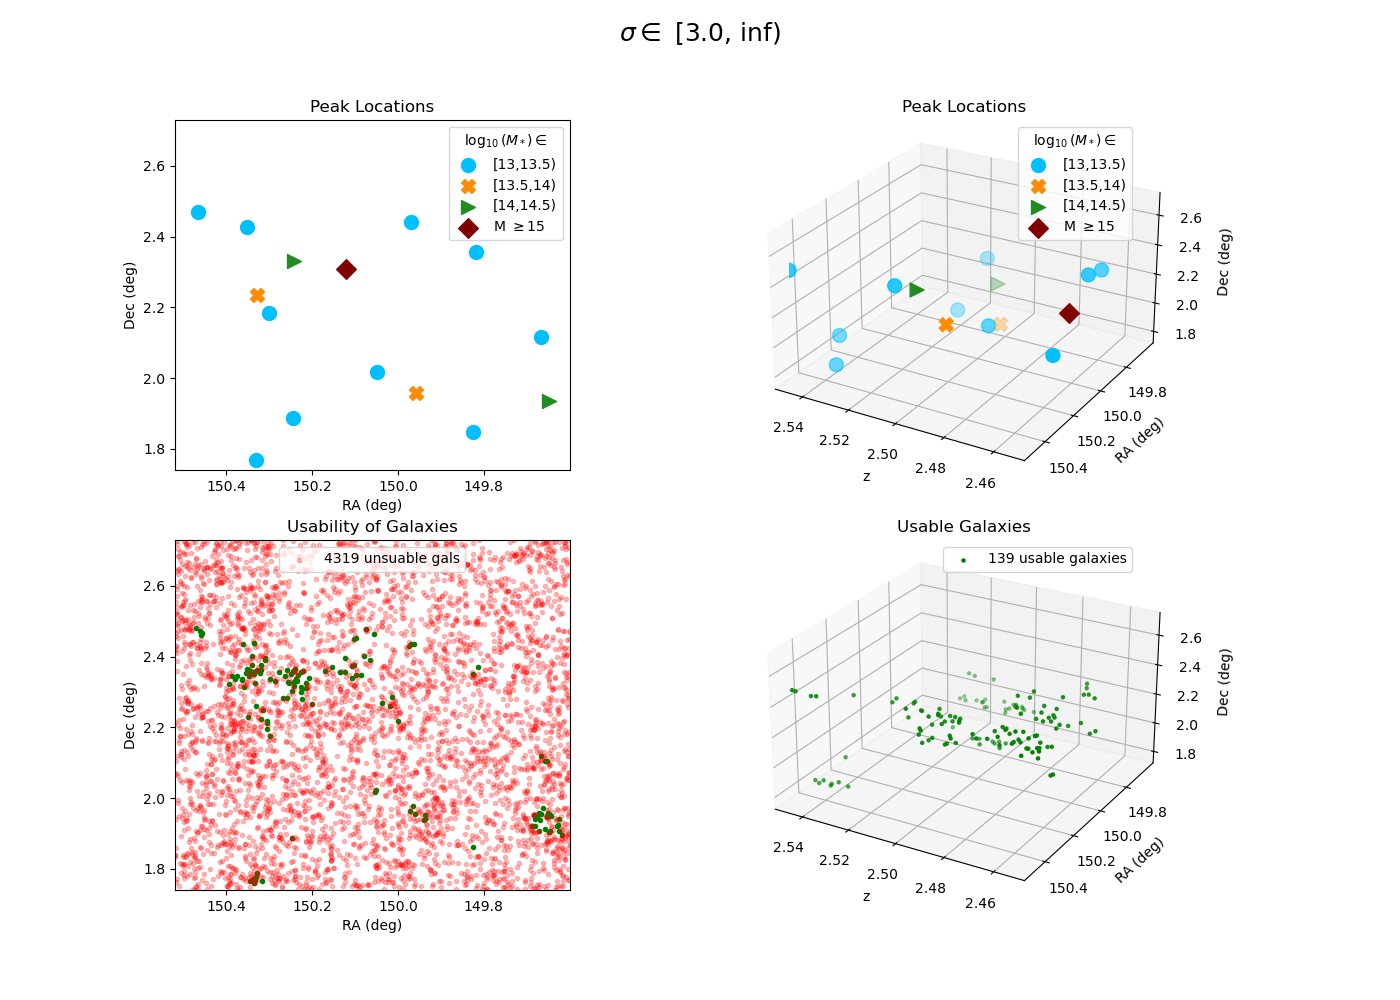 σ ∈ [3.0, inf)
Peak Locations
log₁₀(M*) ∈
[13,13.5)
[13.5,14)
[14,14.5)
M ≥15
2.6
2.4
2.2
2.0
1.8
Dec (deg)
150.4 150.2 150.0 149.8
RA (deg)
Peak Locations
log₁₀(M*) ∈
[13,13.5)
[13.5,14)
[14,14.5)
M ≥15
2.6
2.4
2.2
2.0
1.8
Dec (deg)
149.8
150.0
150.2
150.4
RA (deg)
2.54
2.52
2.50
2.48
2.46
z
Usability of Galaxies
4319 unsuable gals
2.6
2.4
2.2
2.0
1.8
Dec (deg)
150.4 150.2 150.0 149.8
RA (deg)
Usable Galaxies
139 usable galaxies
2.6
2.4
2.2
2.0
1.8
Dec (deg)
149.8
150.0
150.2
150.4
RA (deg)
2.54
2.52
2.50
2.48
2.46
z